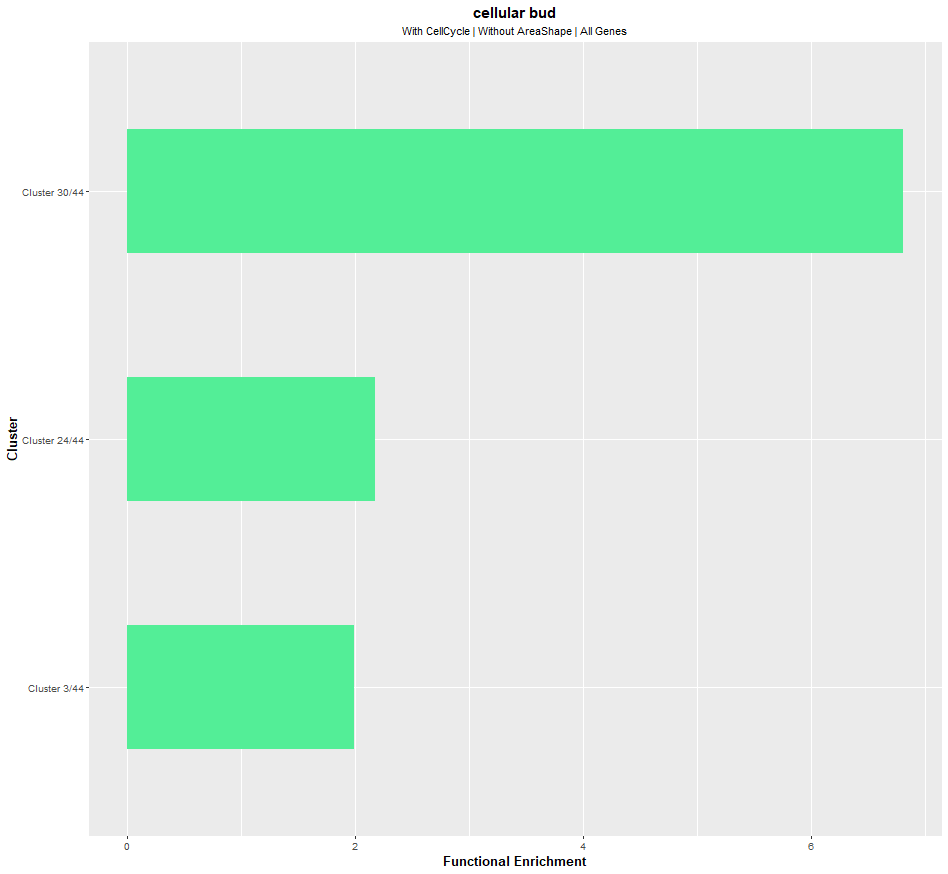 cellular bud
With CellCycle | Without AreaShape | All Genes
Cluster
Cluster 30/44
Cluster 24/44
Cluster 3/44
0 2 4 6
Functional Enrichment